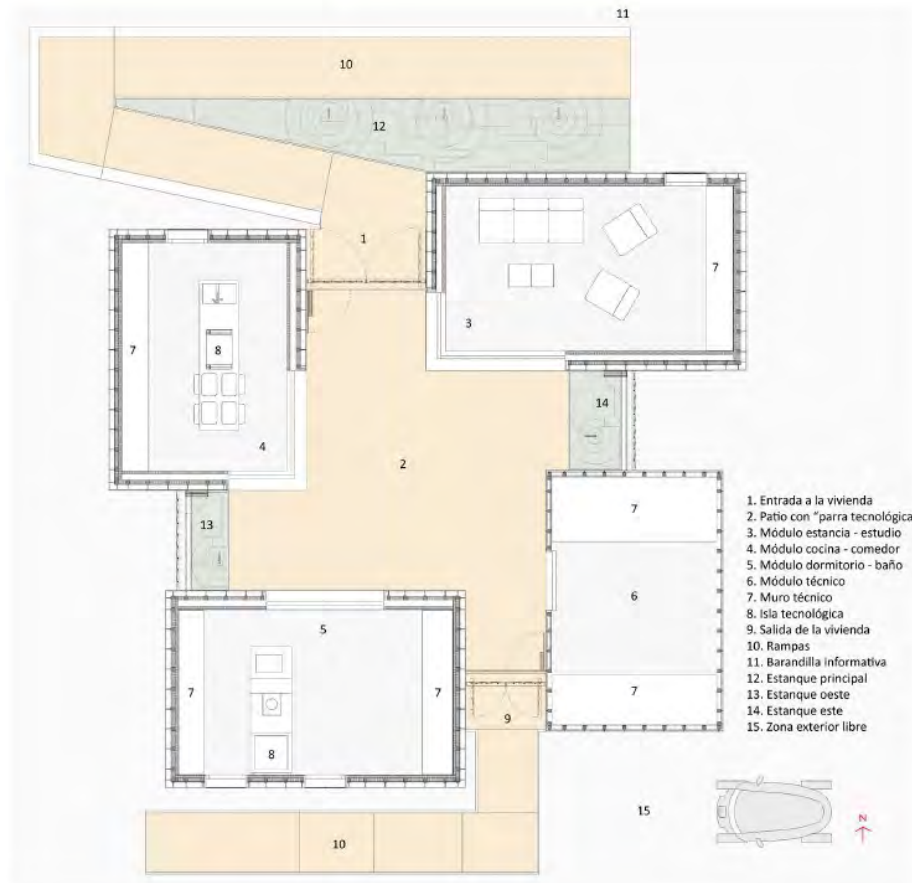 11
10
12
1
7
3
7
8
4
14
2
13
7
6
5
7
7
7
9
8
15
10
N
1. Entrada a la vivienda
2. Patio con "parra tecnológica
3. Módulo estancia - estudio
4. Módulo cocina - comedor
5. Módulo dormitorio - baño
6. Módulo técnico
7. Muro técnico
8. Isla tecnológica
9. Salida de la vivienda
10. Rampas
11. Barandilla informativa
12. Estanque principal
13. Estanque oeste
14. Estanque este
15. Zona exterior libre